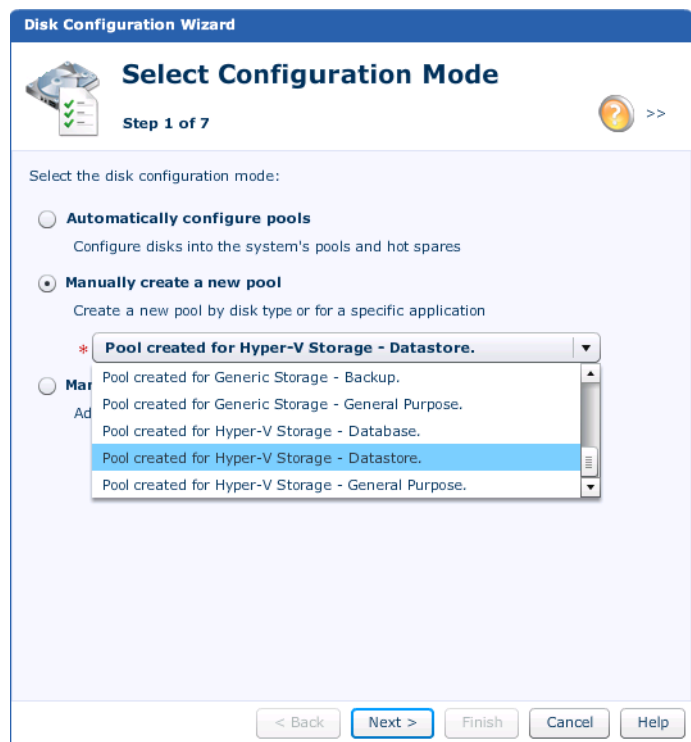 Disk Configuration Wizard
Select Configuration Mode
Step 1 of 7
>>
Select the disk configuration mode:
Automatically configure pools
Configure disks into the system's pools and hot spares
Manually create a new pool
Create a new pool by disk type or for a specific application
* Pool created for Hyper-V Storage - Datastore.
Pool created for Generic Storage - Backup.
Mar
Pool created for Generic Storage - General Purpose.
Ad
Pool created for Hyper-V Storage - Database.
Pool created for Hyper-V Storage - Datastore.
Pool created for Hyper-V Storage - General Purpose.
< Back Next > Finish Cancel Help